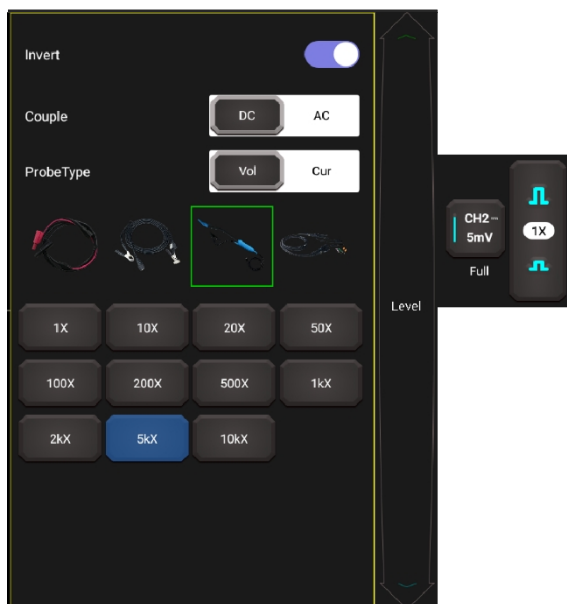 Invert
Couple DC AC
ProbeType Vol Cur
1X 10X 20X 50X
100X 200X 500X 1kX
2kX 5kX 10kX
Level
CH2
5mV
Full
1X